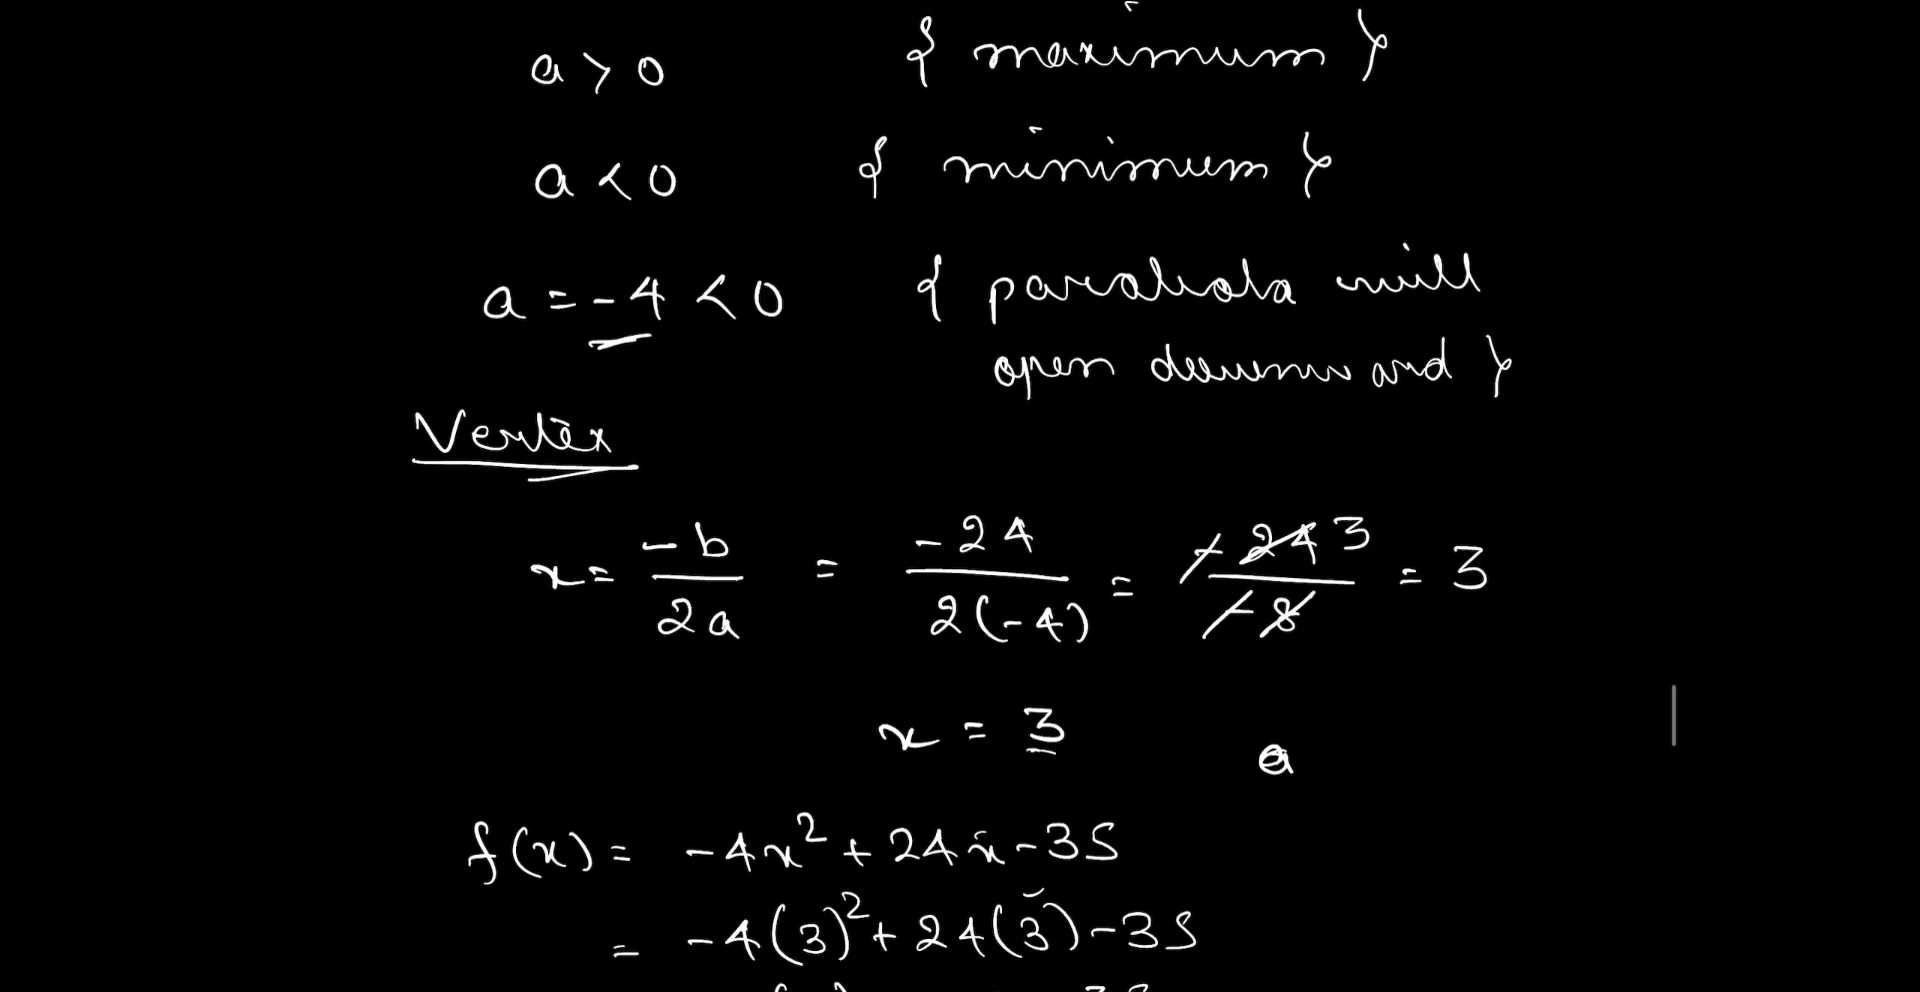 a > 0 { maximum }
a < 0 { minimum }
a = -4 < 0 { parabola will
open downward }
Vertex
x = -b/2a = -24/2(-4) = -24 3/-8 = 3
x = 3 a
f(x) = -4x² + 24x - 35
= -4(3)² + 24(3) - 35